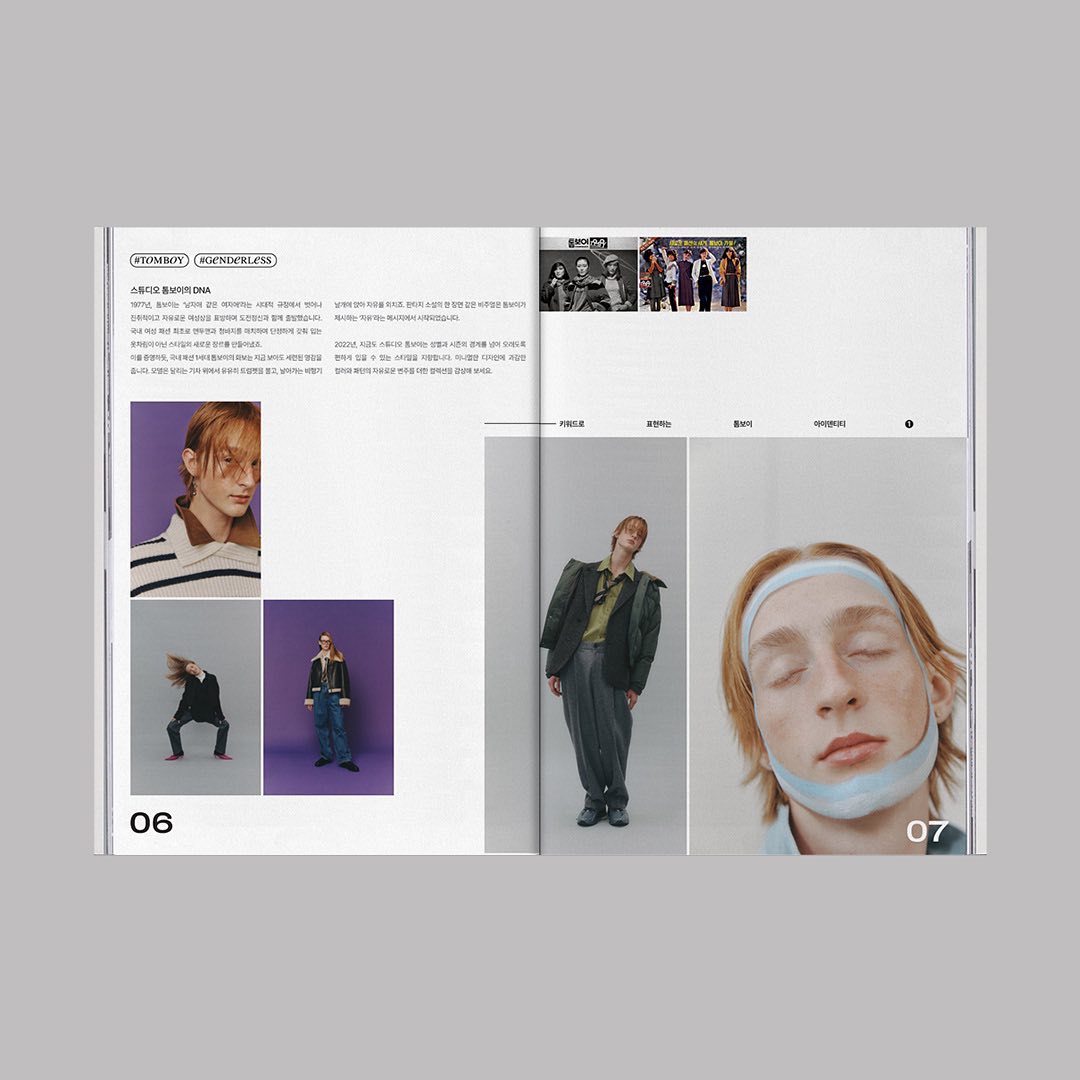 #TOMBOY
#GENDERLESS
스튜디오 톰보이의 DNA
1977년, 톰보이는 '남자애 같은 여자애'라는 시대적 규정에서 벗어나
진취적이고 자유로운 여성상을 표방하며 도전정신과 함께 출발했습니다.
국내 여성 패션 최초로 맨투맨과 청바지를 매치하며 단정하게 갖춰 입는
옷차림이 아닌 스타일의 새로운 장르를 만들어냈죠.
이를 증명하듯, 국내 패션 1세대 톰보이의 화보는 지금 보아도 세련된 영감을
줍니다. 모델은 달리는 기차 위에서 유유히 트럼펫을 불고, 날아가는 비행기
날개에 앉아 자유를 외치죠. 판타지 소설의 한 장면 같은 비주얼은 톰보이가
제시하는 '자유'라는 메시지에서 시작되었습니다.
2022년, 지금도 스튜디오 톰보이는 성별과 시즌의 경계를 넘어 오래도록
편하게 입을 수 있는 스타일을 지향합니다. 미니멀한 디자인에 과감한
컬러와 패턴의 자유로운 변주를 더한 컬렉션을 감상해 보세요.
톰보이
키워드로 표현하는 톰보이 아이덴티티 1
06
07